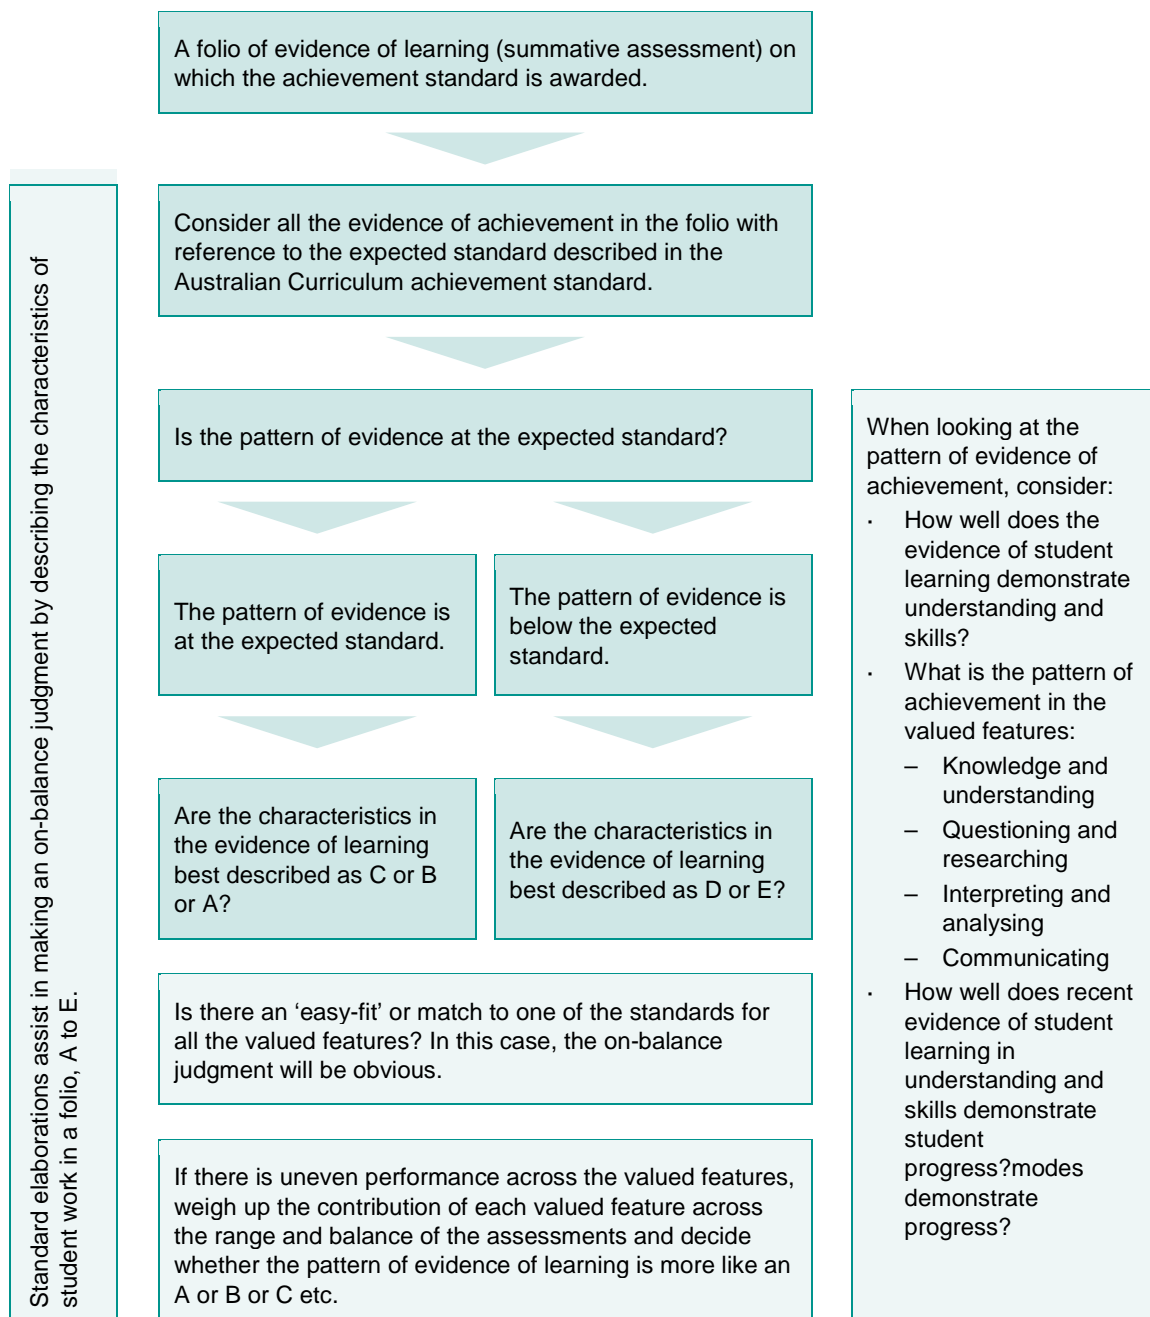 A folio of evidence of learning (summative assessment) on
which the achievement standard is awarded.
Standard elaborations assist in making an on-balance judgment by describing the characteristics of
student work in a folio, A to E.
Consider all the evidence of achievement in the folio with
reference to the expected standard described in the
Australian Curriculum achievement standard.
Is the pattern of evidence at the expected standard?
The pattern of evidence is
at the expected standard.
The pattern of evidence is
below the expected
standard.
Are the characteristics in
the evidence of learning
best described as C or B
or A?
Are the characteristics in
the evidence of learning
best described as D or E?
Is there an ‘easy-fit’ or match to one of the standards for
all the valued features? In this case, the on-balance
judgment will be obvious.
If there is uneven performance across the valued features,
weigh up the contribution of each valued feature across
the range and balance of the assessments and decide
whether the pattern of evidence of learning is more like an
A or B or C etc.
When looking at the
pattern of evidence of
achievement, consider:
· How well does the
evidence of student
learning demonstrate
understanding and
skills?
· What is the pattern of
achievement in the
valued features:
– Knowledge and
understanding
– Questioning and
researching
– Interpreting and
analysing
– Communicating
· How well does recent
evidence of student
learning in
understanding and
skills demonstrate
student
progress?modes
demonstrate
progress?